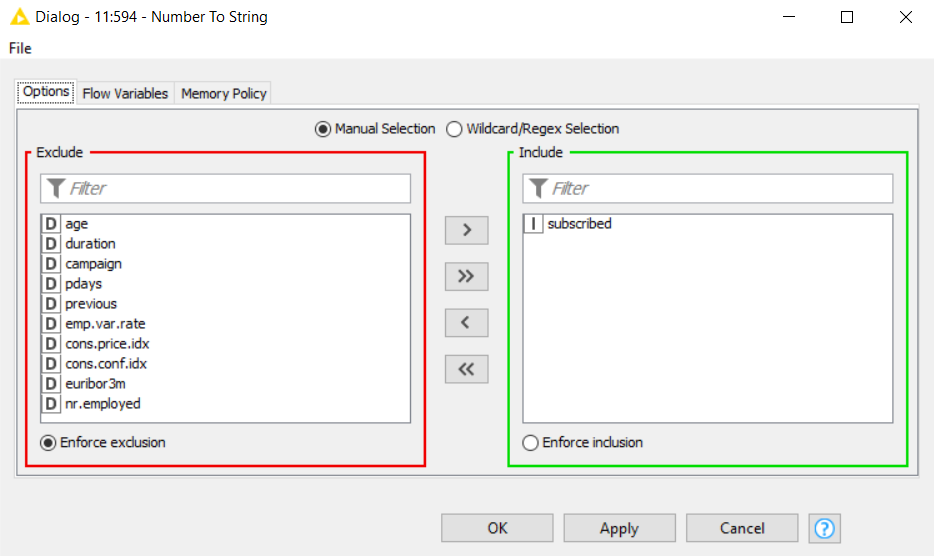 Dialog - 11:594 - Number To String
File
Options Flow Variables Memory Policy
Manual Selection Wildcard/Regex Selection
Exclude
Filter
D age
D duration
D campaign
D pdays
D previous
D emp.var.rate
D cons.price.idx
D cons.conf.idx
D euribor3m
D nr.employed
Enforce exclusion
>
>>
<
<<
Include
Filter
I subscribed
Enforce inclusion
OK Apply Cancel ?